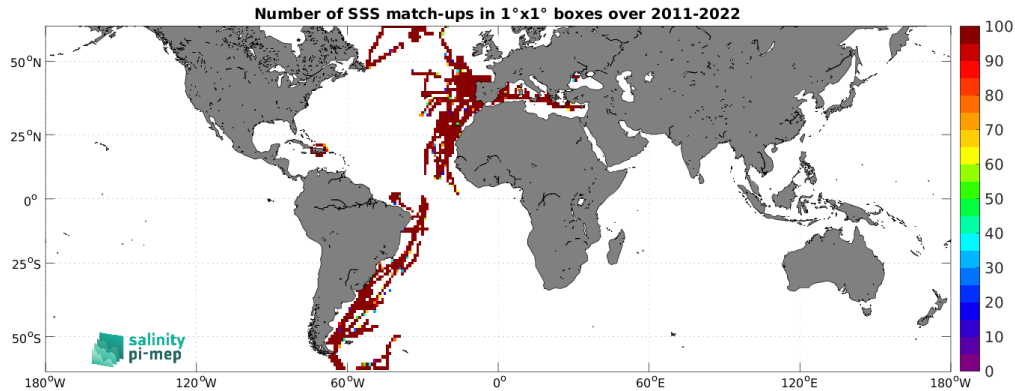 Number of SSS match-ups in 1°x1° boxes over 2011-2022
50°N
25°N
0°
25°S
50°S
180°W
120°W
60°W
0°
60°E
120°E
180°W
100
90
80
70
60
50
40
30
20
10
0
salinity
pi-mep